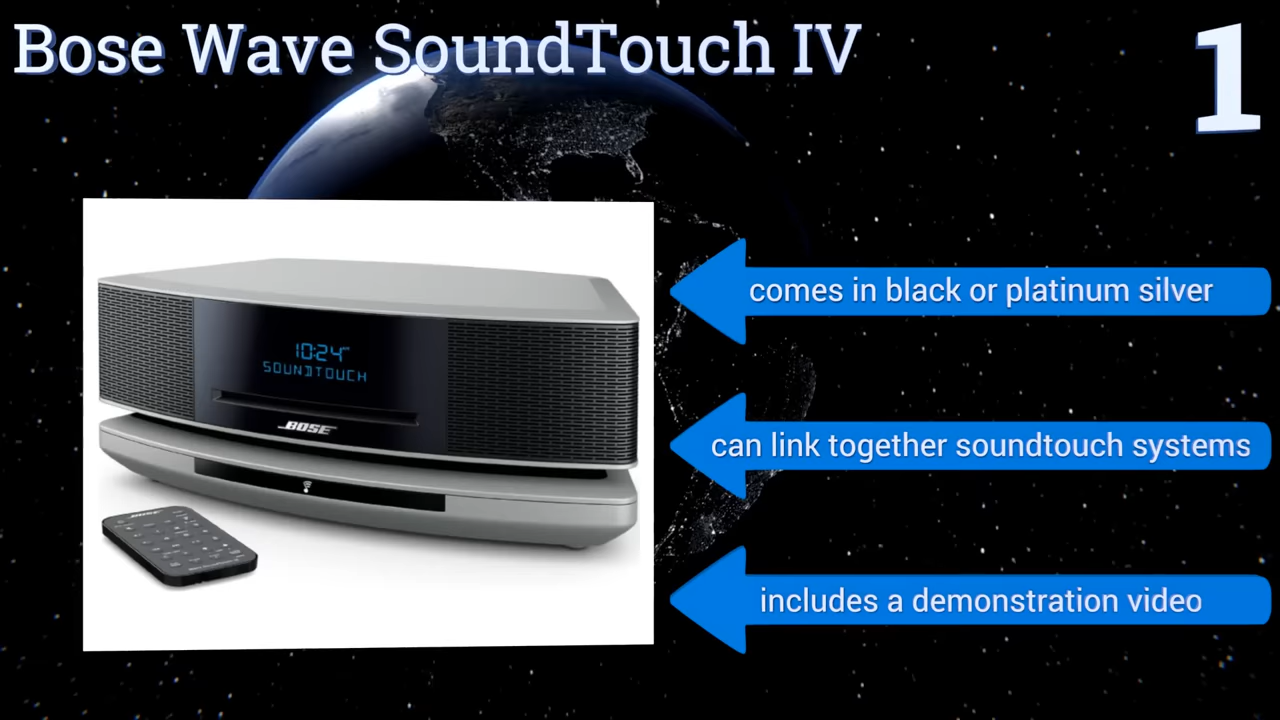 Bose Wave SoundTouch IV
1
comes in black or platinum silver
10:24
SOUNDTOUCH
BOSE
can link together soundtouch systems
BOSE
includes a demonstration video